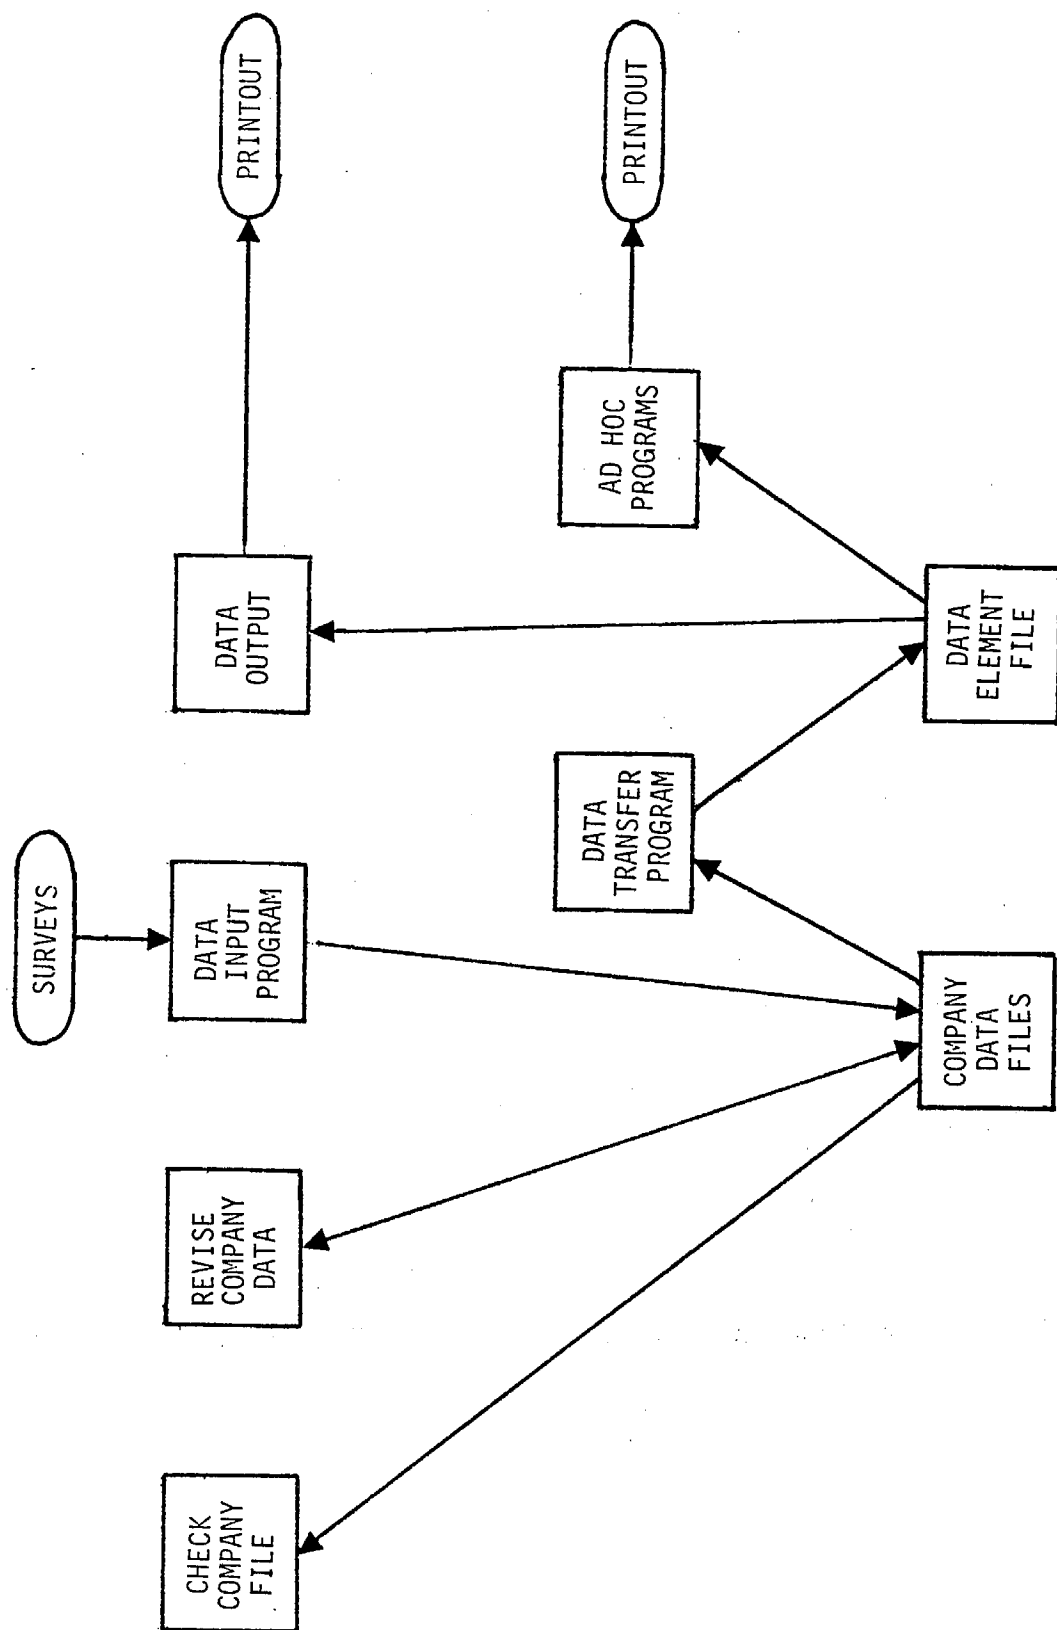 SURVEYS
CHECK
COMPANY
FILE
REVISE
COMPANY
DATA
DATA
INPUT
PROGRAM
DATA
OUTPUT
PRINTOUT
DATA
TRANSFER
PROGRAM
AD HOC
PROGRAMS
PRINTOUT
COMPANY
DATA
FILES
DATA
ELEMENT
FILE